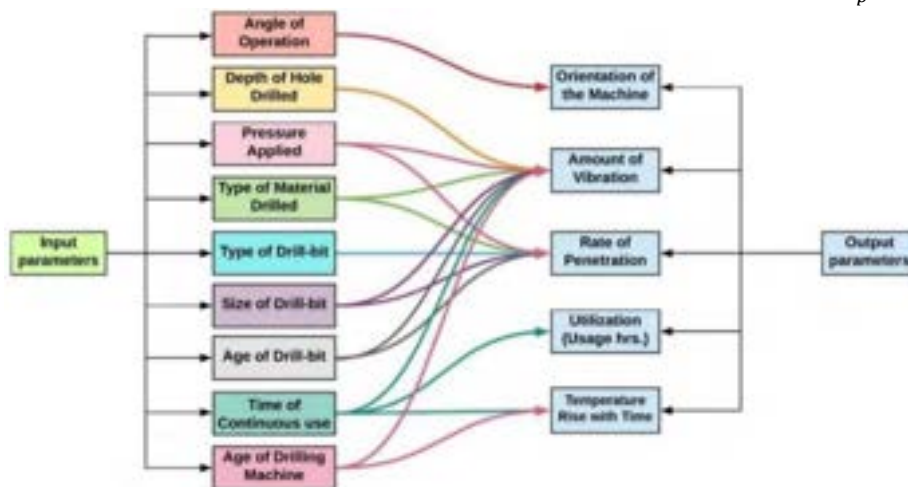 p
Angle of
Operation
Depth of Hole
Drilled
Pressure
Applied
Type of Material
Drilled
Input
parameters
Type of Drill-bit
Size of Drill-bit
Age of Drill-bit
Time of
Continuous use
Age of Drilling
Machine
Orientation of
the Machine
Amount of
Vibration
Rate of
Penetration
Utilization
(Usage hrs.)
Temperature
Rise with Time
Output
parameters